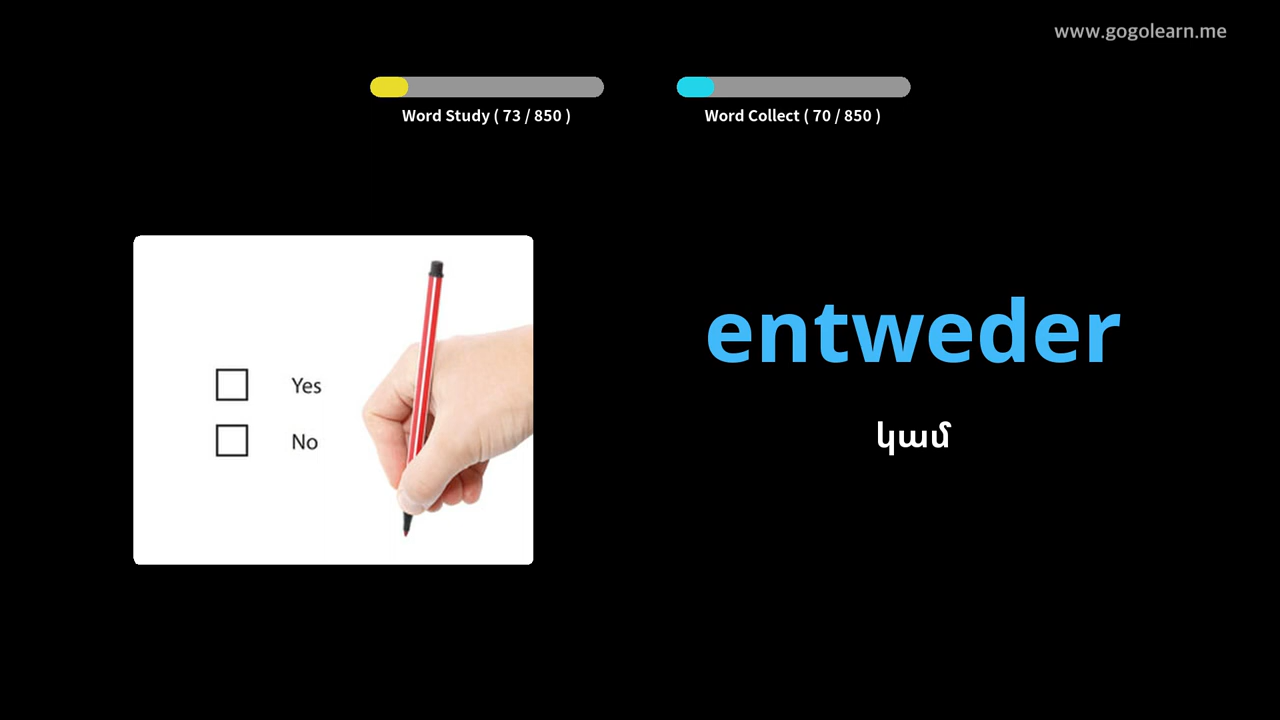 www.gogolearn.me
Word Study ( 73 / 850 )
Word Collect ( 70 / 850 )
Yes
No
entweder
կամ